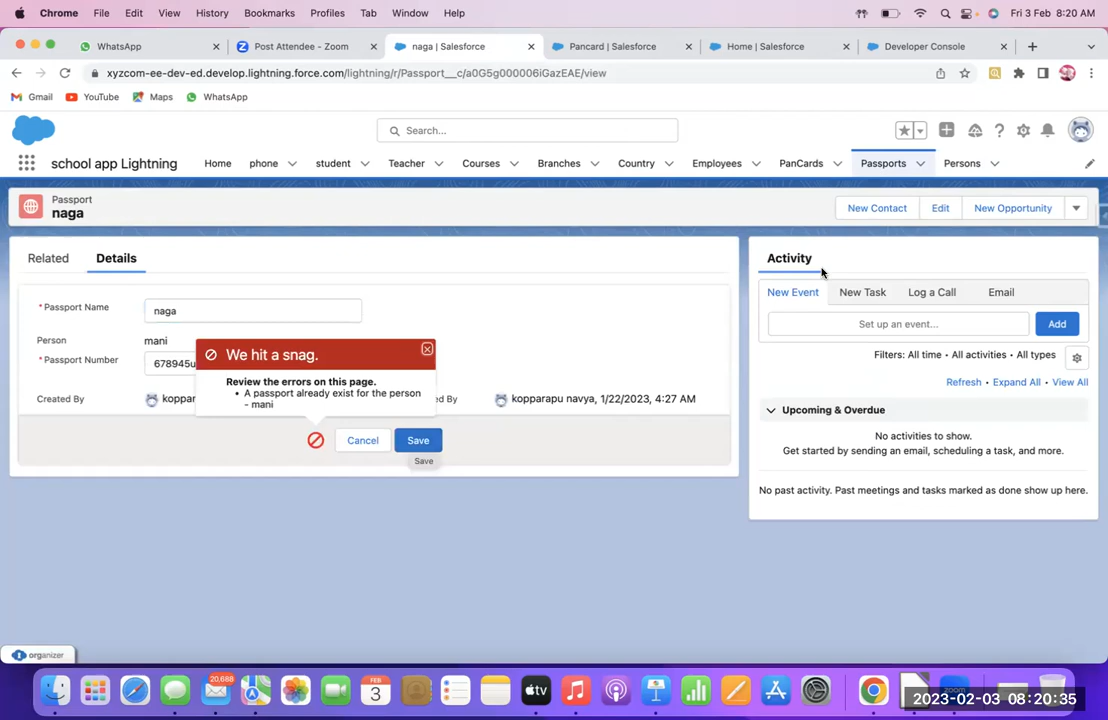 Chrome File Edit View History Bookmarks Profiles Tab Window Help Fri 3 Feb 8:20 AM
WhatsApp Post Attendee - Zoom naga | Salesforce Pancard | Salesforce Home | Salesforce Developer Console
xyzcom-ee-dev-ed.develop.lightning.force.com/lightning/r/Passport__c/a0G5g000006iGazEAE/view
Gmail YouTube Maps WhatsApp
Search...
school app Lightning Home phone student Teacher Courses Branches Country Employees PanCards Passports Persons
Passport
naga
New Contact Edit New Opportunity
Related Details
* Passport Name naga
Person mani
* Passport Number 678945u
We hit a snag.
Review the errors on this page.
• A passport already exist for the person
- mani
Created By koppar
ed By kopparapu navya, 1/22/2023, 4:27 AM
Cancel Save
Save
Activity
New Event New Task Log a Call Email
Set up an event... Add
Filters: All time • All activities • All types
Refresh • Expand All • View All
Upcoming & Overdue
No activities to show.
Get started by sending an email, scheduling a task, and more.
No past activity. Past meetings and tasks marked as done show up here.
organizer
20,688
FEB
3
tv
zoom
2023-02-03 08:20:35